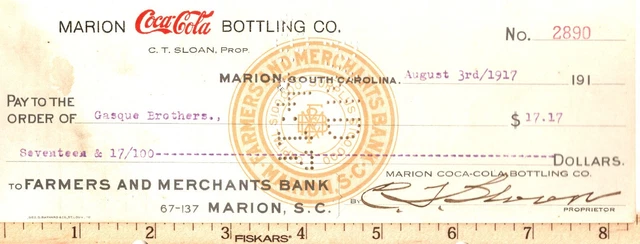 MARION Coca-Cola BOTTLING CO.
C. T. SLOAN, PROP.
No. 2890
MARION, SOUTH CAROLINA. August 3rd/1917 191
PAY TO THE
ORDER OF Gasque Brothers., $ 17.17
Seventeen & 17/100 DOLLARS.
FARMERS AND MERCHANTS BANK
MARION, S.C.
TO FARMERS AND MERCHANTS BANK
67-137 MARION, S.C.
MARION COCA-COLA BOTTLING CO.
BY C. T. Sloan
PROPRIETOR
1 2 3 FISKARS® 4 5 6 7 8